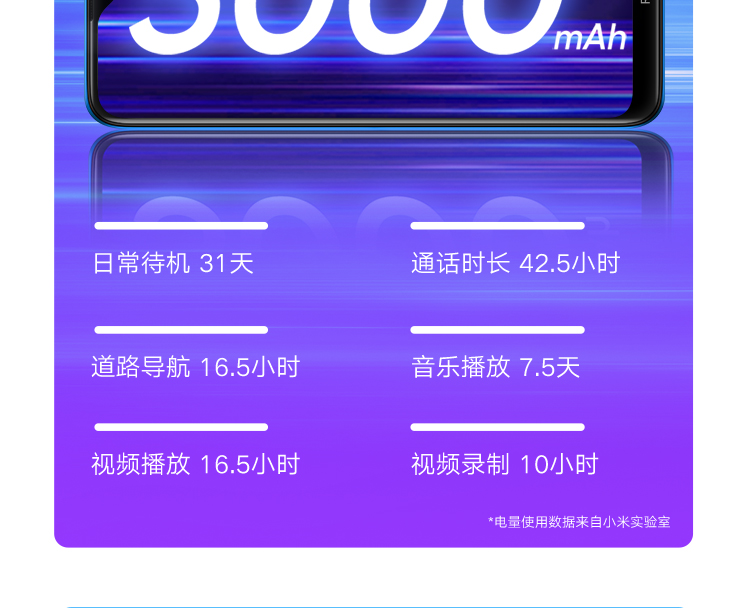 5000 mAh
日常待机 31天
通话时长 42.5小时
道路导航 16.5小时
音乐播放 7.5天
视频播放 16.5小时
视频录制 10小时
*电量使用数据来自小米实验室